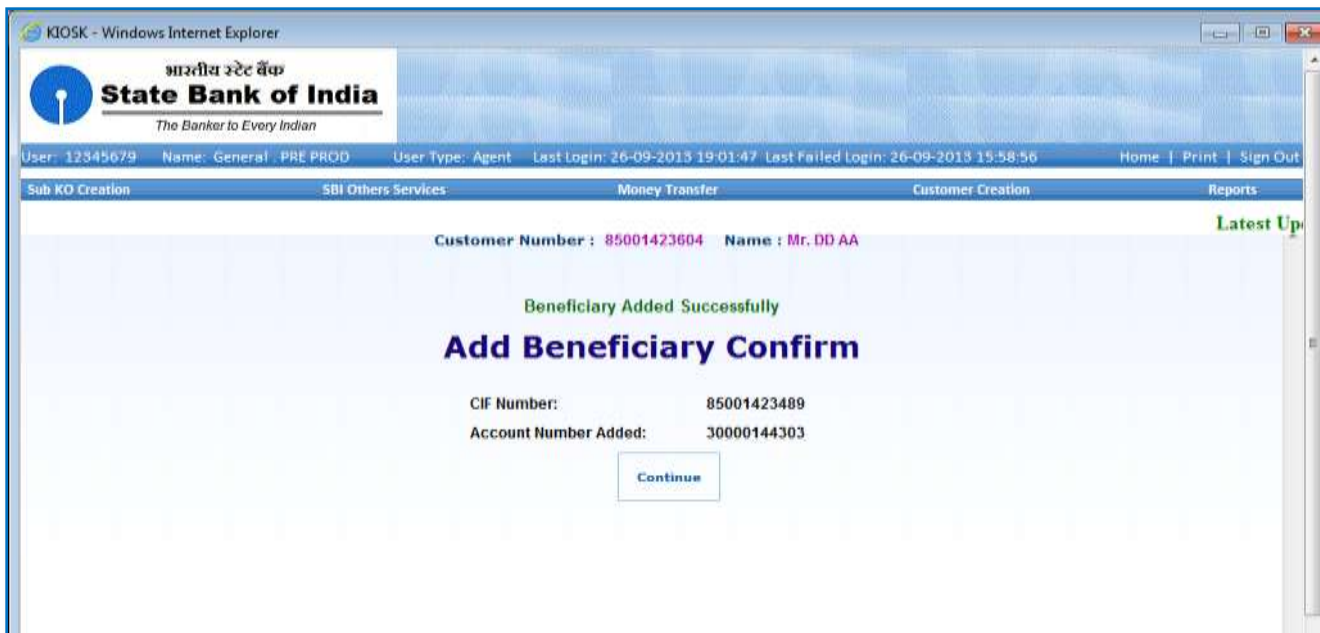 KIOSK - Windows Internet Explorer
भारतीय स्टेट बैंक
State Bank of India
The Banker to Every Indian
User: 12345679 Name: General . PRE PROD User Type: Agent Last Login: 26-09-2013 19:01:47 Last Failed Login: 26-09-2013 15:58:56 Home | Print | Sign Out
Sub KO Creation SBI Others Services Money Transfer Customer Creation Reports
Latest Up
Customer Number : 85001423604 Name : Mr. DD AA
Beneficiary Added Successfully
Add Beneficiary Confirm
CIF Number: 85001423489
Account Number Added: 30000144303
Continue